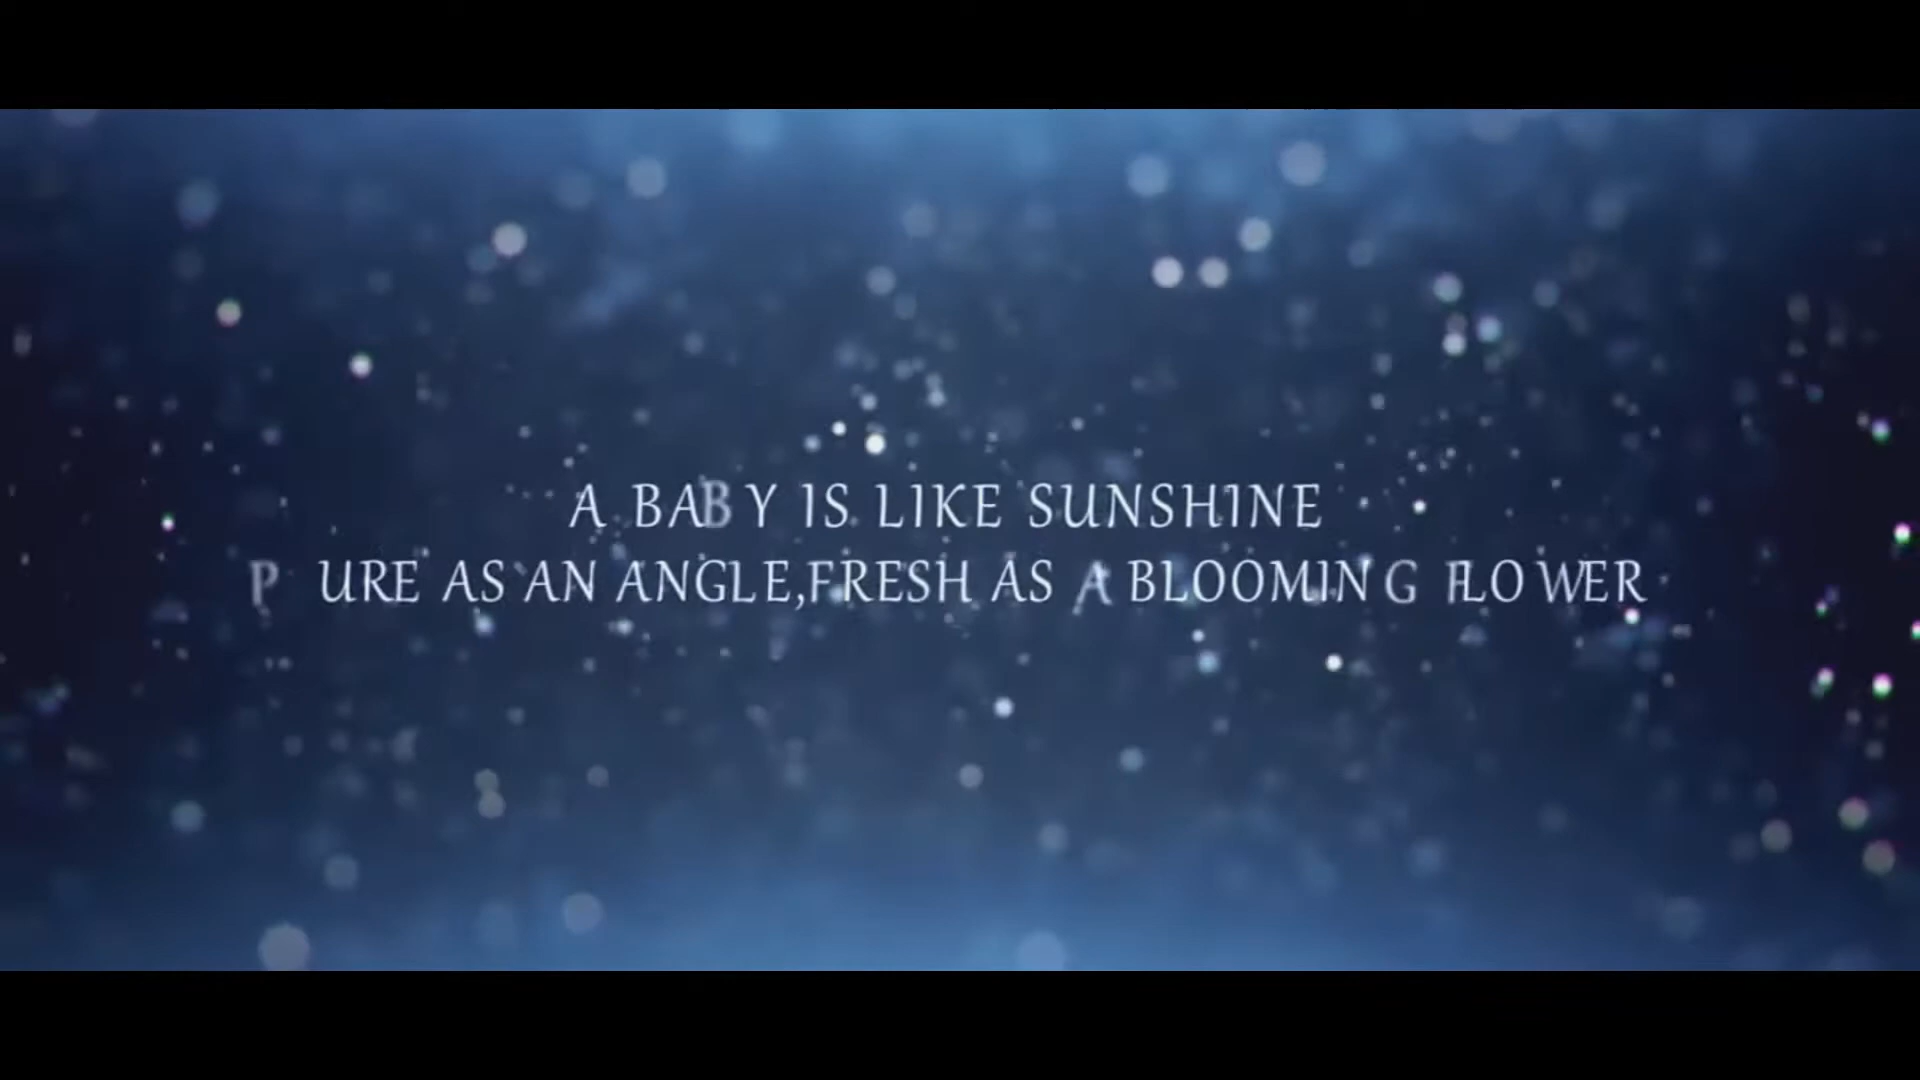 A BABY IS LIKE SUNSHINE
PURE AS AN ANGLE,FRESH AS A BLOOMING FLOWER